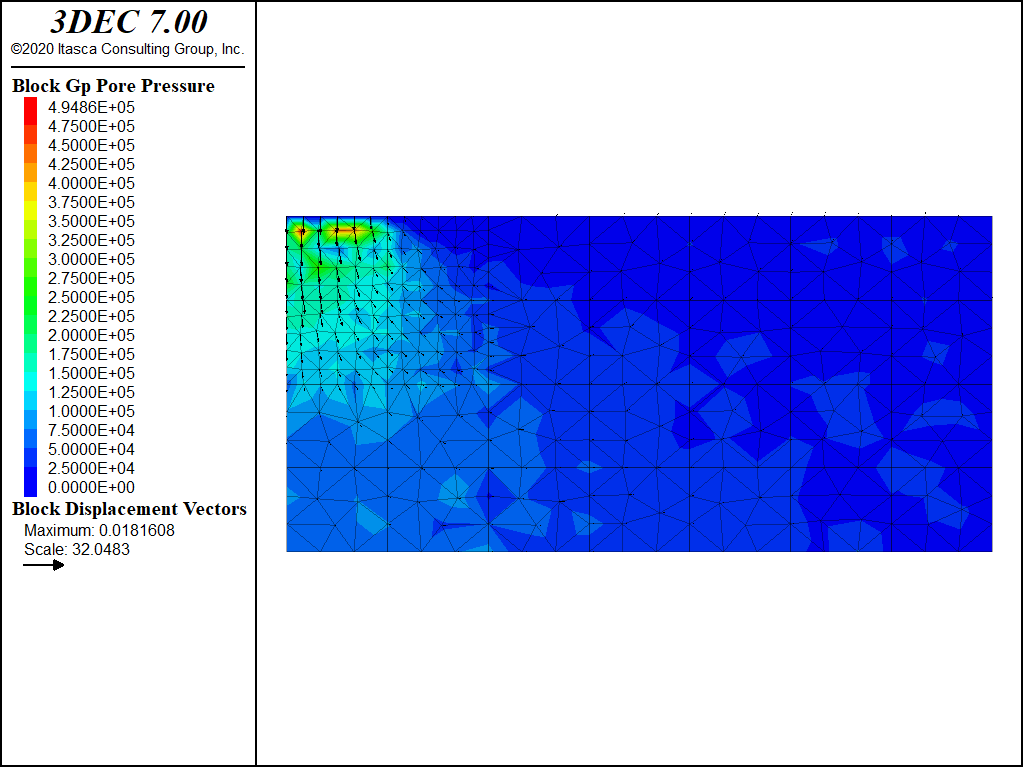 3DEC 7.00
©2020 Itasca Consulting Group, Inc.
Block Gp Pore Pressure
4.9486E+05
4.7500E+05
4.5000E+05
4.2500E+05
4.0000E+05
3.7500E+05
3.5000E+05
3.2500E+05
3.0000E+05
2.7500E+05
2.5000E+05
2.2500E+05
2.0000E+05
1.7500E+05
1.5000E+05
1.2500E+05
1.0000E+05
7.5000E+04
5.0000E+04
2.5000E+04
0.0000E+00
Block Displacement Vectors
Maximum: 0.0181608
Scale: 32.0483